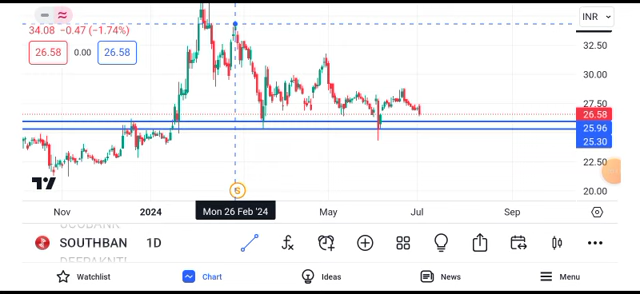 34.08 −0.47 (−1.74%)
26.58 0.00 26.58
INR
32.50
30.00
27.50
26.58
25.96
25.30
22.50
20.00
Nov 2024 Mon 26 Feb '24 May Jul Sep
SOUTHBAN 1D
Watchlist Chart Ideas News Menu